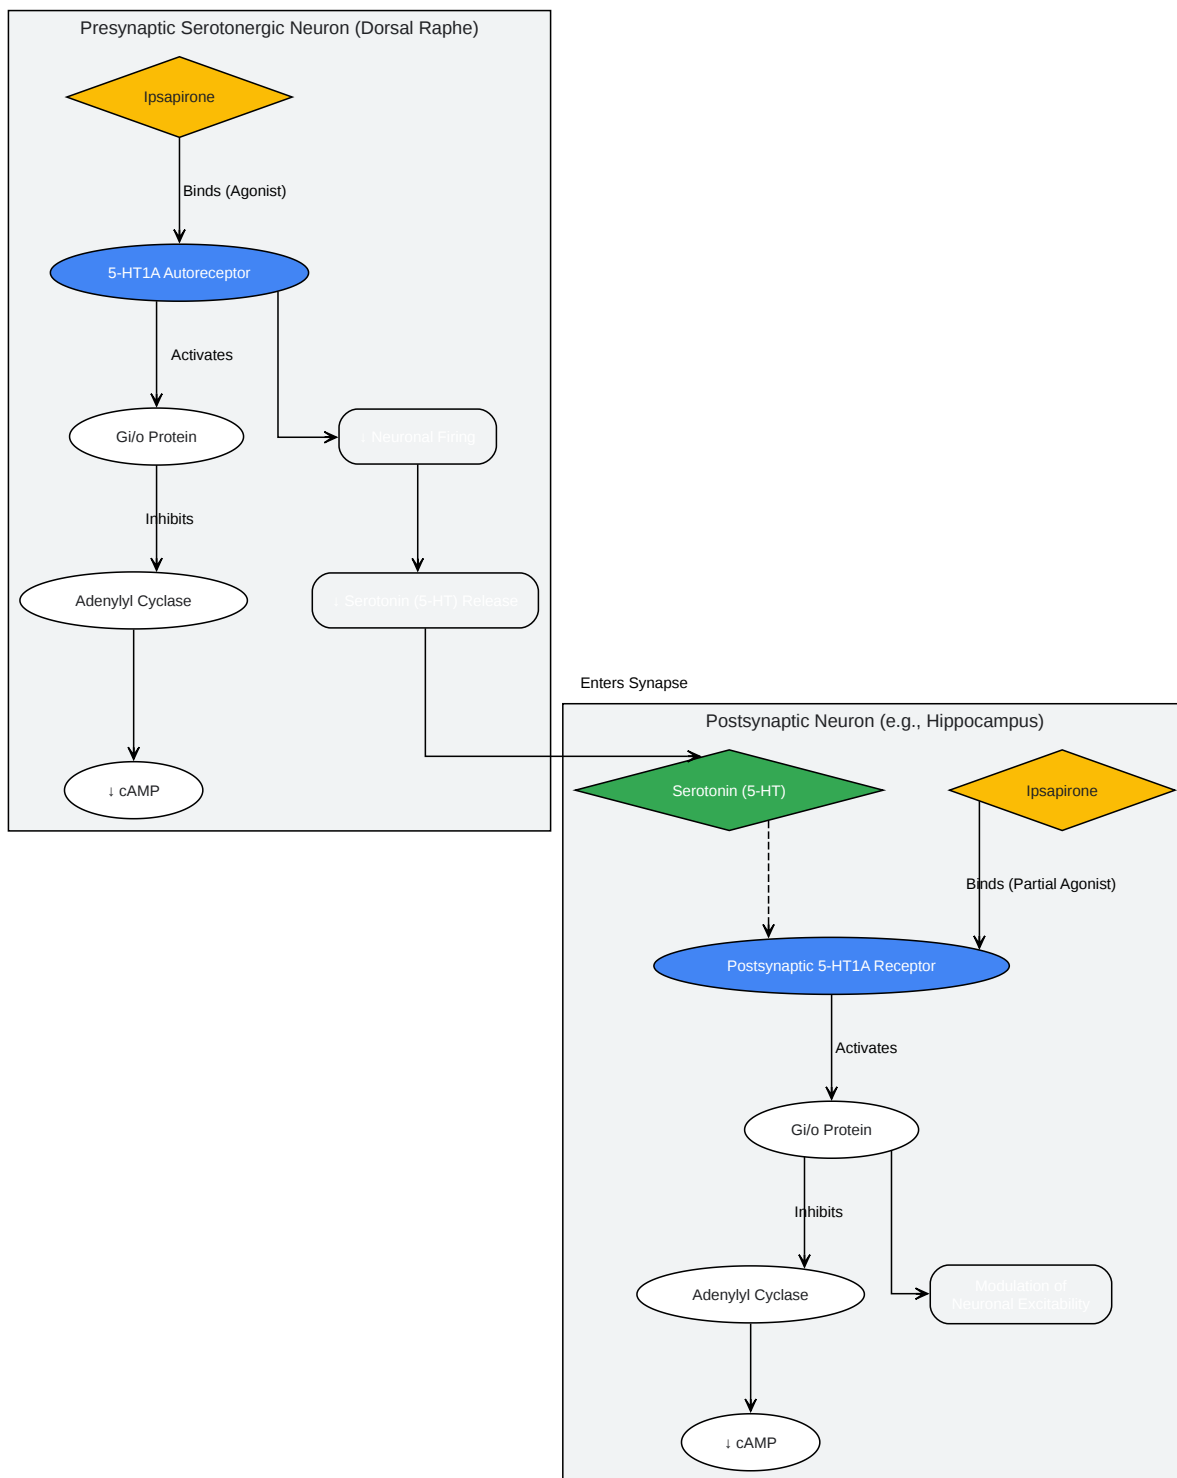 Presynaptic Serotonergic Neuron (Dorsal Raphe)
Ipsapirone
Binds (Agonist)
5-HT1A Autoreceptor
Activates
Gi/o Protein
↓ Neuronal Firing
Inhibits
Adenylyl Cyclase
↓ Serotonin (5-HT) Release
↓ cAMP
Enters Synapse
Postsynaptic Neuron (e.g., Hippocampus)
Serotonin (5-HT)
Ipsapirone
Binds (Partial Agonist)
Postsynaptic 5-HT1A Receptor
Activates
Gi/o Protein
Inhibits
Adenylyl Cyclase
Modulation of
Neuronal Excitability
↓ cAMP